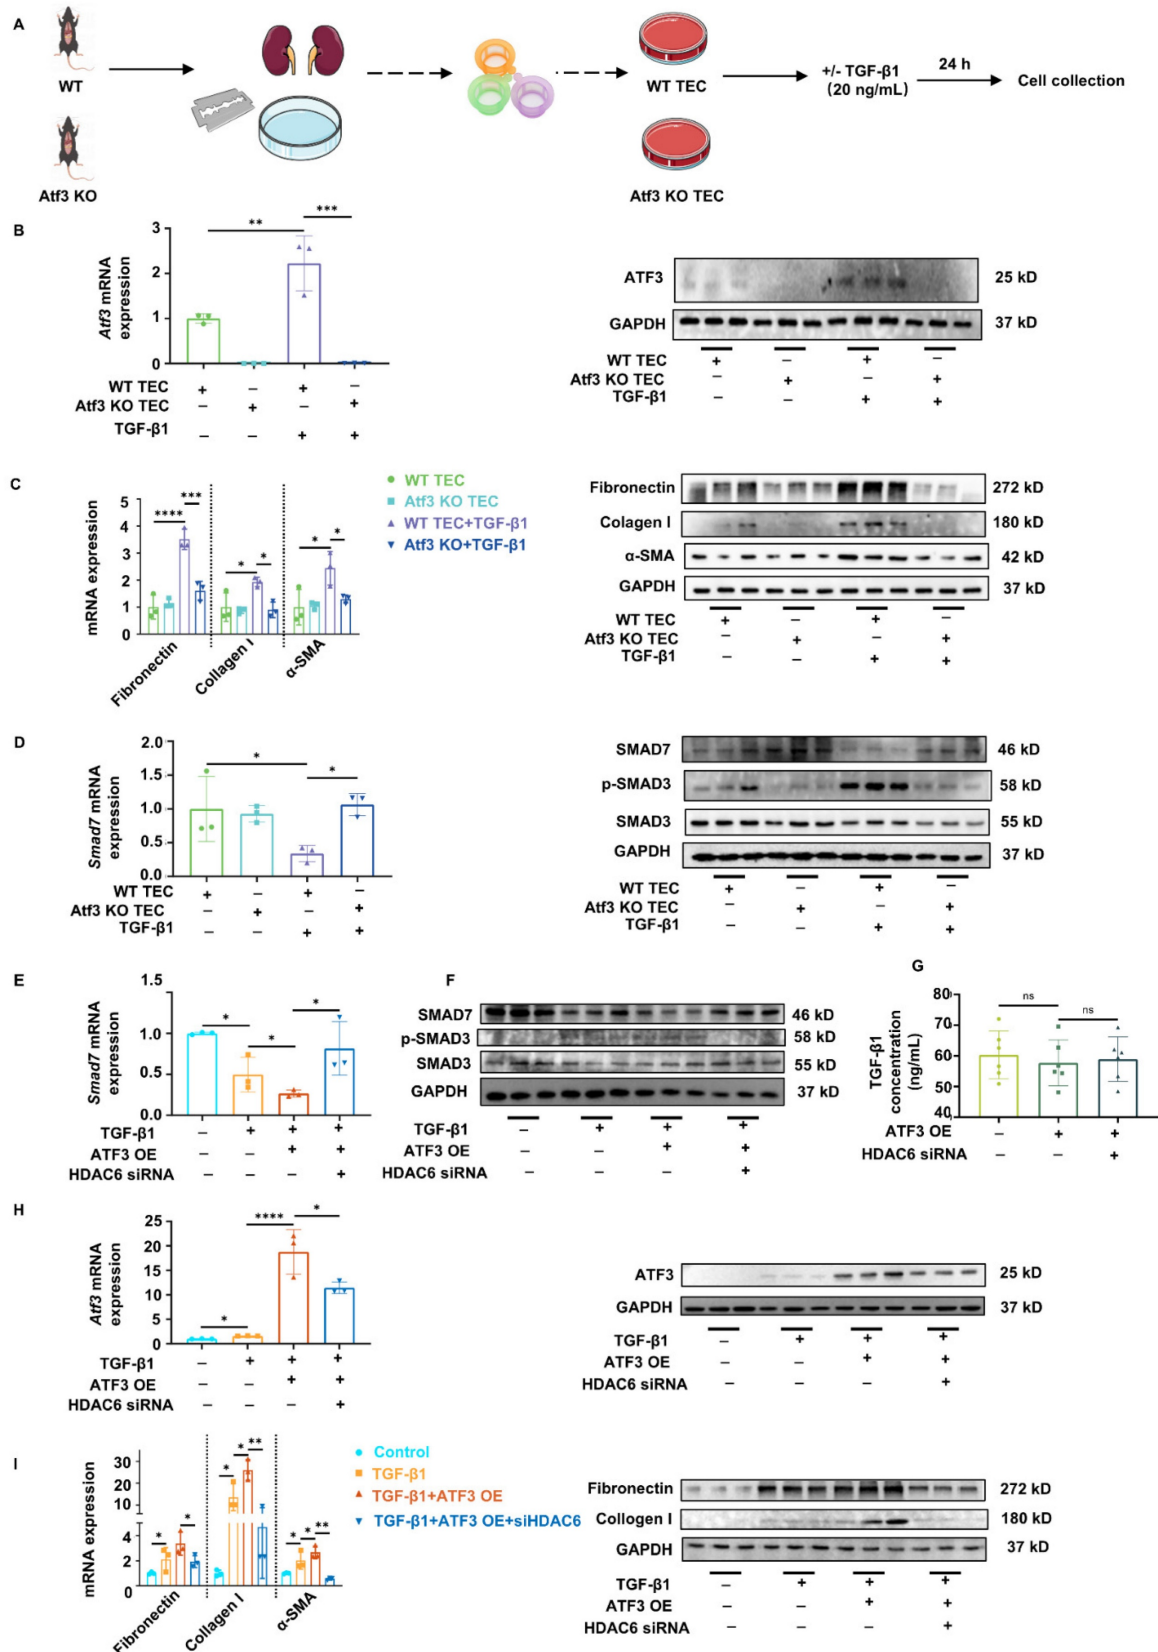 A
WT
Atf3 KO
WT TEC
Atf3 KO TEC
+/- TGF-β1
(20 ng/mL)
24 h
Cell collection
B
Atf3 mRNA
expression
3
2
1
0
**
***
WT TEC + – + –
Atf3 KO TEC – + – +
TGF-β1 – – + +
ATF3 25 kD
GAPDH 37 kD
WT TEC + – + –
Atf3 KO TEC – + – +
TGF-β1 – – + +
C
mRNA expression
5
4
3
2
1
0
**** *** * * * *
Fibronectin Collagen I α-SMA
WT TEC
Atf3 KO TEC
WT TEC+TGF-β1
Atf3 KO+TGF-β1
Fibronectin 272 kD
Colagen I 180 kD
α-SMA 42 kD
GAPDH 37 kD
WT TEC + – + –
Atf3 KO TEC – + – +
TGF-β1 – – + +
D
Smad7 mRNA
expression
2.0
1.5
1.0
0.5
0.0
* *
WT TEC + – + –
Atf3 KO TEC – + – +
TGF-β1 – – + +
SMAD7 46 kD
p-SMAD3 58 kD
SMAD3 55 kD
GAPDH 37 kD
WT TEC + – + –
Atf3 KO TEC – + – +
TGF-β1 – – + +
E
Smad7 mRNA
expression
1.5
1.0
0.5
0.0
* * *
TGF-β1 – + + +
ATF3 OE – – + +
HDAC6 siRNA – – – +
F
SMAD7 46 kD
p-SMAD3 58 kD
SMAD3 55 kD
GAPDH 37 kD
TGF-β1 – + + +
ATF3 OE – – + +
HDAC6 siRNA – – – +
G
TGF-β1
concentration
(ng/mL)
80
70
60
50
40
ns ns
ATF3 OE – + +
HDAC6 siRNA – – +
H
Atf3 mRNA
expression
25
20
15
10
5
0
* **** *
TGF-β1 – + + +
ATF3 OE – – + +
HDAC6 siRNA – – – +
ATF3 25 kD
GAPDH 37 kD
TGF-β1 – + + +
ATF3 OE – – + +
HDAC6 siRNA – – – +
I
mRNA expression
30
20
10
4
2
0
* * * * ** * * **
Fibronectin Collagen I α-SMA
Control
TGF-β1
TGF-β1+ATF3 OE
TGF-β1+ATF3 OE+siHDAC6
Fibronectin 272 kD
Collogen I 180 kD
GAPDH 37 kD
TGF-β1 – + + +
ATF3 OE – – + +
HDAC6 siRNA – – – +